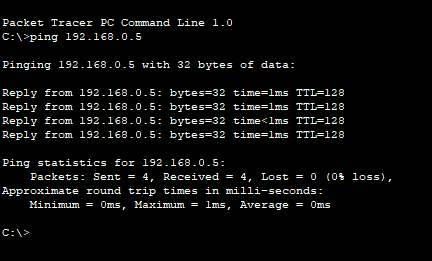 Packet Tracer PC Command Line 1.0
C:\>ping 192.168.0.5
Pinging 192.168.0.5 with 32 bytes of data:
Reply from 192.168.0.5: bytes=32 time=1ms TTL=128
Reply from 192.168.0.5: bytes=32 time=1ms TTL=128
Reply from 192.168.0.5: bytes=32 time<1ms TTL=128
Reply from 192.168.0.5: bytes=32 time=1ms TTL=128
Ping statistics for 192.168.0.5:
Packets: Sent = 4, Received = 4, Lost = 0 (0% loss),
Approximate round trip times in milli-seconds:
Minimum = 0ms, Maximum = 1ms, Average = 0ms
C:\>